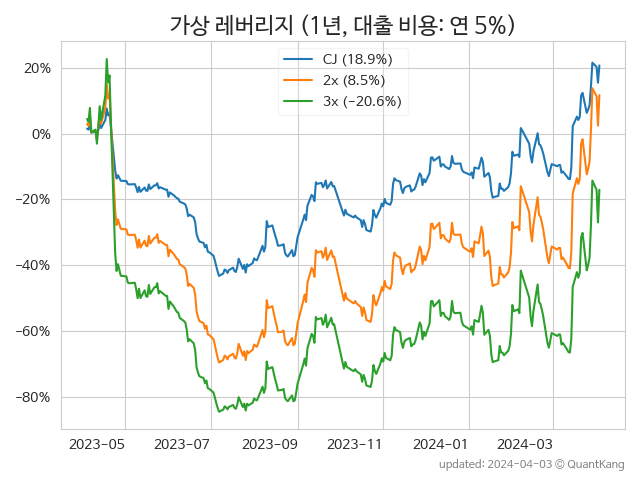 가상 레버리지 (1년, 대출 비용: 연 5%)
CJ (18.9%)
2x (8.5%)
3x (−20.6%)
20%
0%
−20%
−40%
−60%
−80%
2023-05 2023-07 2023-09 2023-11 2024-01 2024-03
updated: 2024-04-03 © QuantKang